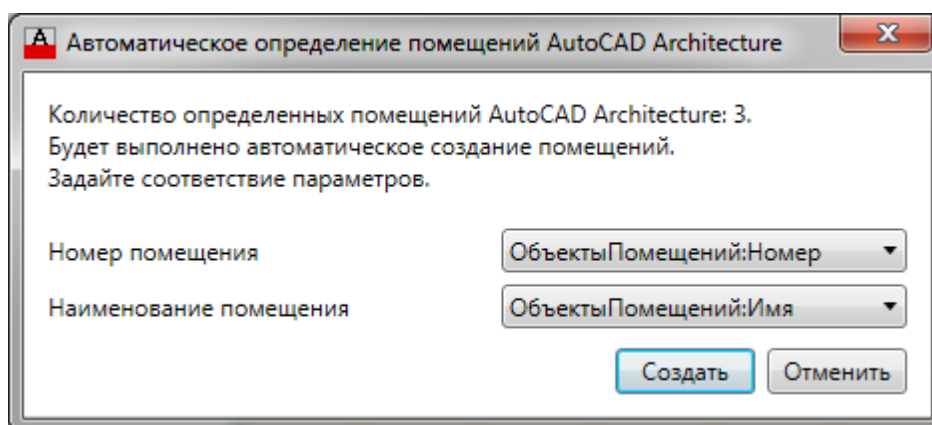 Автоматическое определение помещений AutoCAD Architecture
Количество определенных помещений AutoCAD Architecture: 3.
Будет выполнено автоматическое создание помещений.
Задайте соответствие параметров.
Номер помещения ОбъектыПомещений:Номер
Наименование помещения ОбъектыПомещений:Имя
Создать Отменить